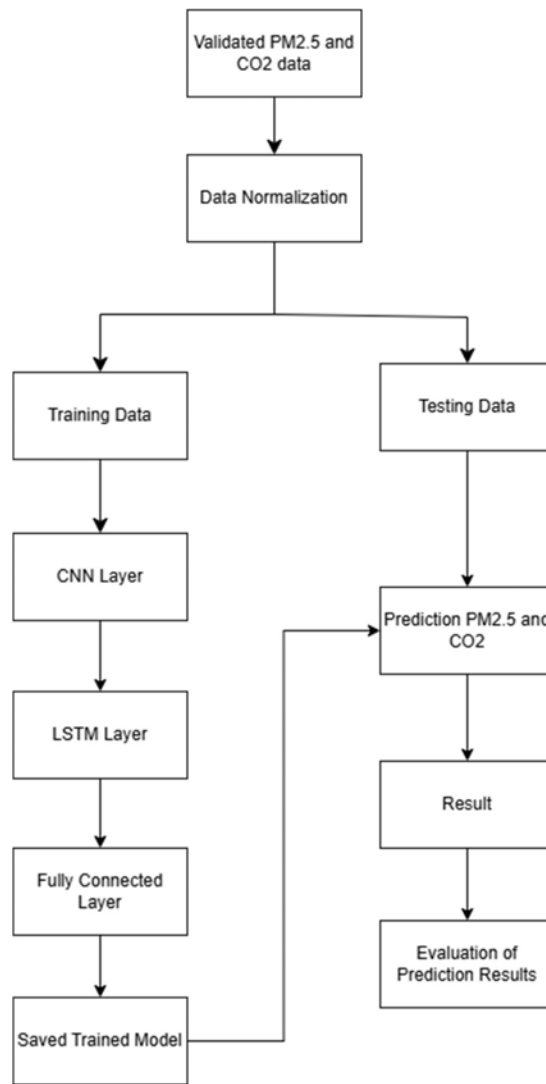 Validated PM2.5 and
CO2 data
Data Normalization
Training Data
CNN Layer
LSTM Layer
Fully Connected
Layer
Saved Trained Model
Testing Data
Prediction PM2.5 and
CO2
Result
Evaluation of
Prediction Results